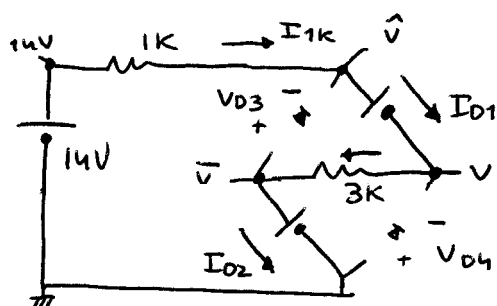 14V 1K I1K v̂
VD3 - + ID1
14V v̄ 3K v
ID2 - + VD4